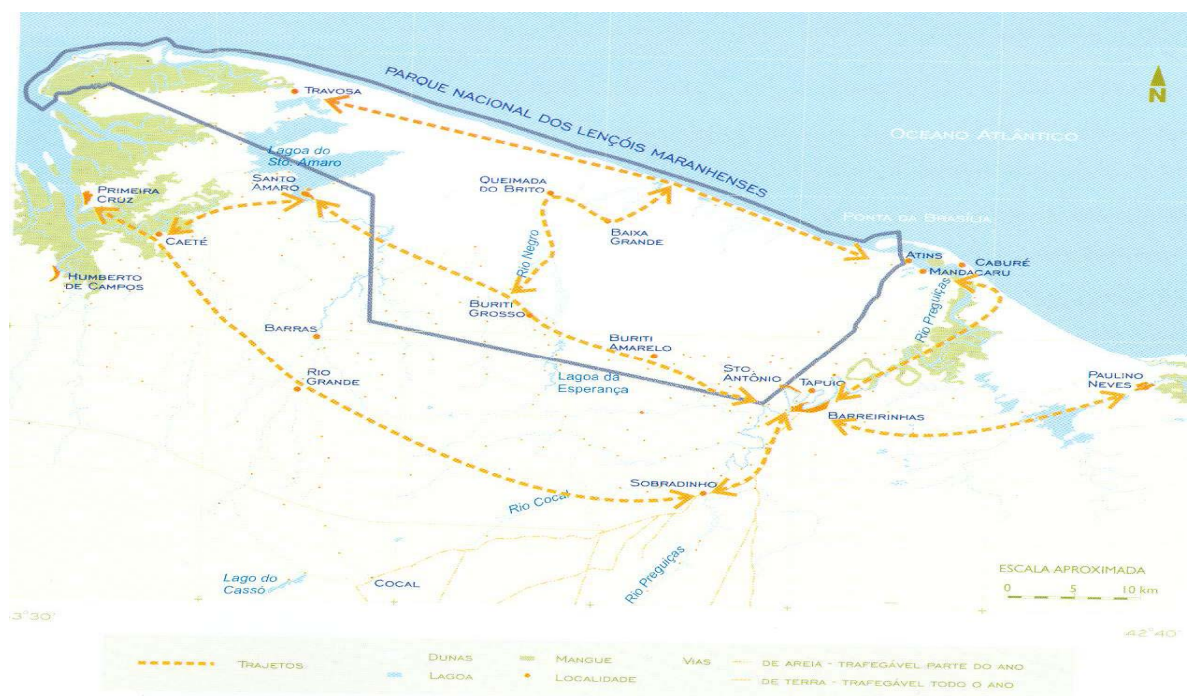 PARQUE NACIONAL DOS LENÇÓIS MARANHENSES
N
OCEANO ATLÂNTICO
TRAVOSA
Lagoa do
Sto. Amaro
SANTO
AMARO
PRIMEIRA
CRUZ
CAETÉ
HUMBERTO
DE CAMPOS
QUEIMADA
DO BRITO
BAIXA
GRANDE
Rio Negro
PONTA DA BRASÍLIA
ATINS
CABURÉ
MANDACARU
Rio Preguiças
BURITI
GROSSO
BARRAS
RIO
GRANDE
BURITI
AMARELO
Lagoa da
Esperança
STO.
ANTÔNIO
TAPUIO
BARREIRINHAS
PAULINO
NEVES
SOBRADINHO
Rio Cocal
Rio Preguiças
Lago do
Cassó
COCAL
ESCALA APROXIMADA
0 5 10 km
3°30'
42°40'
TRAJETOS
DUNAS
LAGOA
MANGUE
LOCALIDADE
VIAS
DE AREIA - TRAFEGÁVEL PARTE DO ANO
DE TERRA - TRAFEGÁVEL TODO O ANO